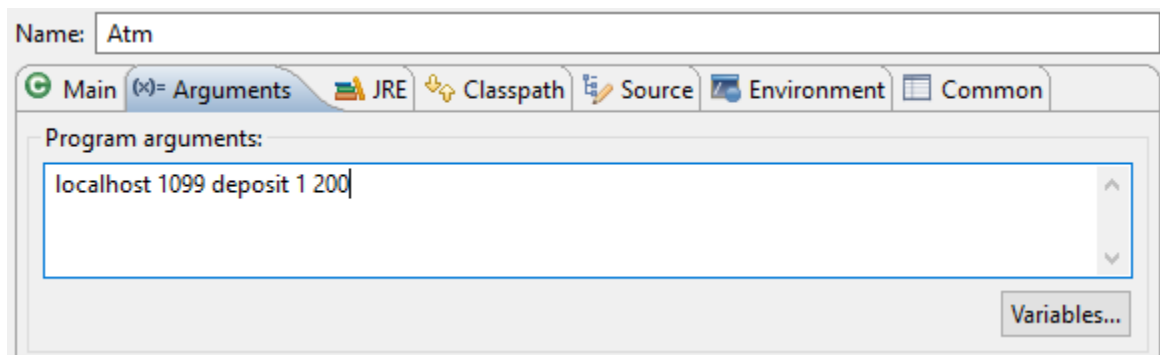 Name: Atm
Main (x)= Arguments JRE Classpath Source Environment Common
Program arguments:
localhost 1099 deposit 1 200
Variables...